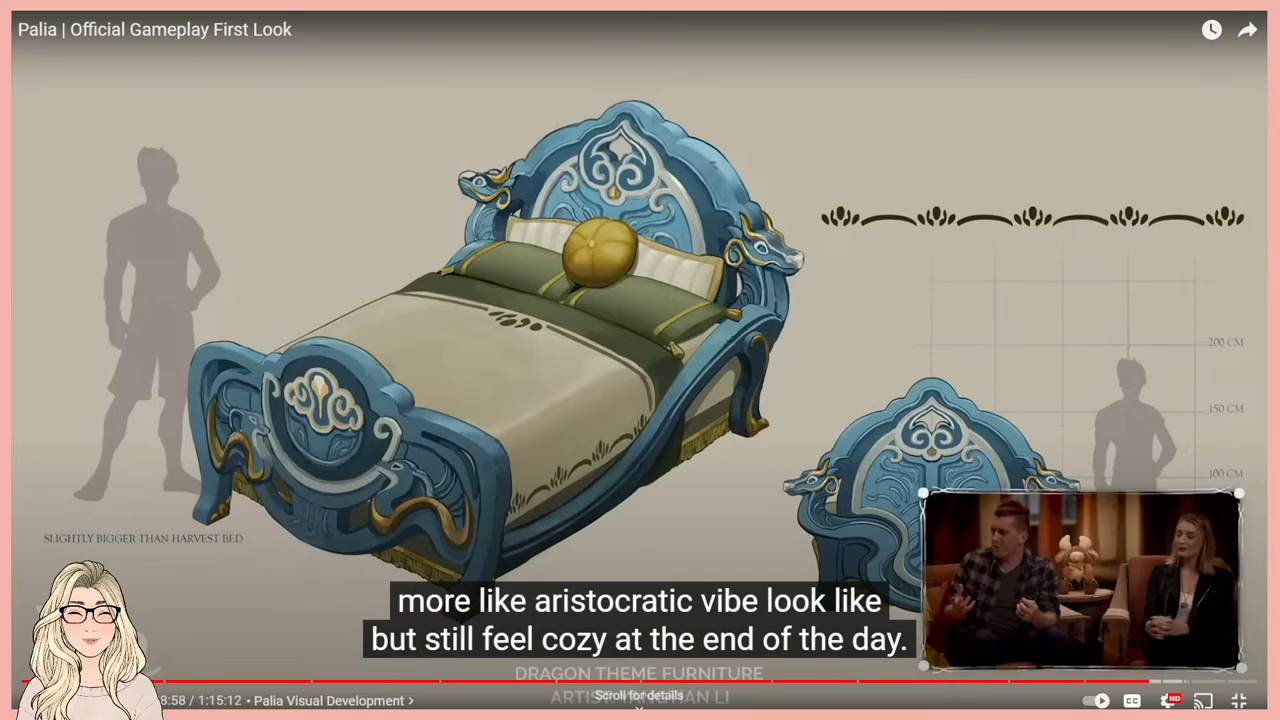 Palia | Official Gameplay First Look
200 CM
150 CM
100 CM
SLIGHTLY BIGGER THAN HARVEST BED
more like aristocratic vibe look like
but still feel cozy at the end of the day.
DRAGON THEME FURNITURE
Scroll for details
8:58 / 1:15:12 • Palia Visual Development
CC
HD